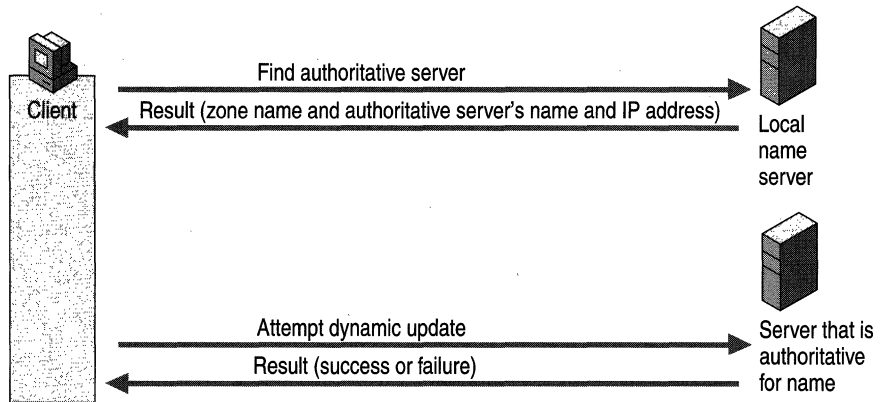 Find authoritative server
Client
Result (zone name and authoritative server's name and IP address)
Local
name
server
Attempt dynamic update
Result (success or failure)
Server that is
authoritative
for name